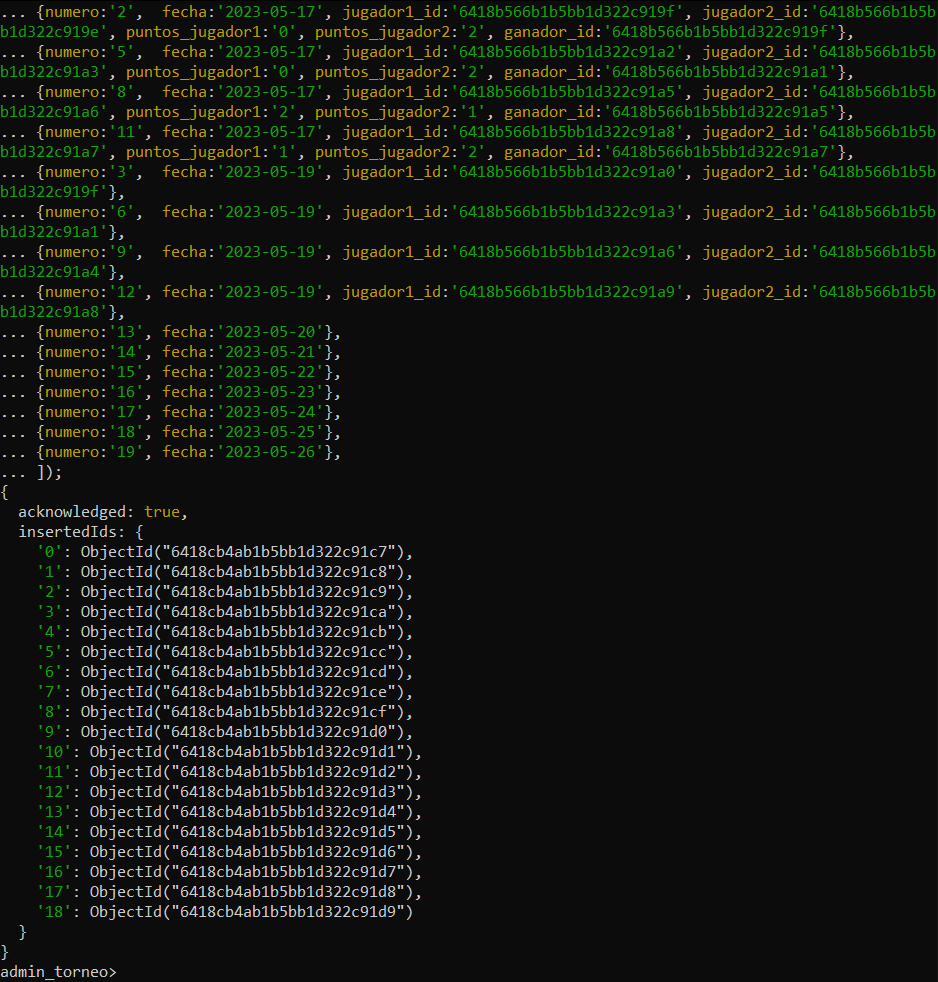 ... {numero:'2',  fecha:'2023-05-17', jugador1_id:'6418b566b1b5bb1d322c919f', jugador2_id:'6418b566b1b5b
b1d322c919e', puntos_jugador1:'0', puntos_jugador2:'2', ganador_id:'6418b566b1b5bb1d322c919f'},
... {numero:'5',  fecha:'2023-05-17', jugador1_id:'6418b566b1b5bb1d322c91a2', jugador2_id:'6418b566b1b5b
b1d322c91a3', puntos_jugador1:'0', puntos_jugador2:'2', ganador_id:'6418b566b1b5bb1d322c91a1'},
... {numero:'8',  fecha:'2023-05-17', jugador1_id:'6418b566b1b5bb1d322c91a5', jugador2_id:'6418b566b1b5b
b1d322c91a6', puntos_jugador1:'2', puntos_jugador2:'1', ganador_id:'6418b566b1b5bb1d322c91a5'},
... {numero:'11', fecha:'2023-05-17', jugador1_id:'6418b566b1b5bb1d322c91a8', jugador2_id:'6418b566b1b5b
b1d322c91a7', puntos_jugador1:'1', puntos_jugador2:'2', ganador_id:'6418b566b1b5bb1d322c91a7'},
... {numero:'3',  fecha:'2023-05-19', jugador1_id:'6418b566b1b5bb1d322c91a0', jugador2_id:'6418b566b1b5b
b1d322c919f'},
... {numero:'6',  fecha:'2023-05-19', jugador1_id:'6418b566b1b5bb1d322c91a3', jugador2_id:'6418b566b1b5b
b1d322c91a1'},
... {numero:'9',  fecha:'2023-05-19', jugador1_id:'6418b566b1b5bb1d322c91a6', jugador2_id:'6418b566b1b5b
b1d322c91a4'},
... {numero:'12', fecha:'2023-05-19', jugador1_id:'6418b566b1b5bb1d322c91a9', jugador2_id:'6418b566b1b5b
b1d322c91a8'},
... {numero:'13', fecha:'2023-05-20'},
... {numero:'14', fecha:'2023-05-21'},
... {numero:'15', fecha:'2023-05-22'},
... {numero:'16', fecha:'2023-05-23'},
... {numero:'17', fecha:'2023-05-24'},
... {numero:'18', fecha:'2023-05-25'},
... {numero:'19', fecha:'2023-05-26'},
... ]);
{
  acknowledged: true,
  insertedIds: {
    '0': ObjectId("6418cb4ab1b5bb1d322c91c7"),
    '1': ObjectId("6418cb4ab1b5bb1d322c91c8"),
    '2': ObjectId("6418cb4ab1b5bb1d322c91c9"),
    '3': ObjectId("6418cb4ab1b5bb1d322c91ca"),
    '4': ObjectId("6418cb4ab1b5bb1d322c91cb"),
    '5': ObjectId("6418cb4ab1b5bb1d322c91cc"),
    '6': ObjectId("6418cb4ab1b5bb1d322c91cd"),
    '7': ObjectId("6418cb4ab1b5bb1d322c91ce"),
    '8': ObjectId("6418cb4ab1b5bb1d322c91cf"),
    '9': ObjectId("6418cb4ab1b5bb1d322c91d0"),
    '10': ObjectId("6418cb4ab1b5bb1d322c91d1"),
    '11': ObjectId("6418cb4ab1b5bb1d322c91d2"),
    '12': ObjectId("6418cb4ab1b5bb1d322c91d3"),
    '13': ObjectId("6418cb4ab1b5bb1d322c91d4"),
    '14': ObjectId("6418cb4ab1b5bb1d322c91d5"),
    '15': ObjectId("6418cb4ab1b5bb1d322c91d6"),
    '16': ObjectId("6418cb4ab1b5bb1d322c91d7"),
    '17': ObjectId("6418cb4ab1b5bb1d322c91d8"),
    '18': ObjectId("6418cb4ab1b5bb1d322c91d9")
  }
}
admin_torneo>